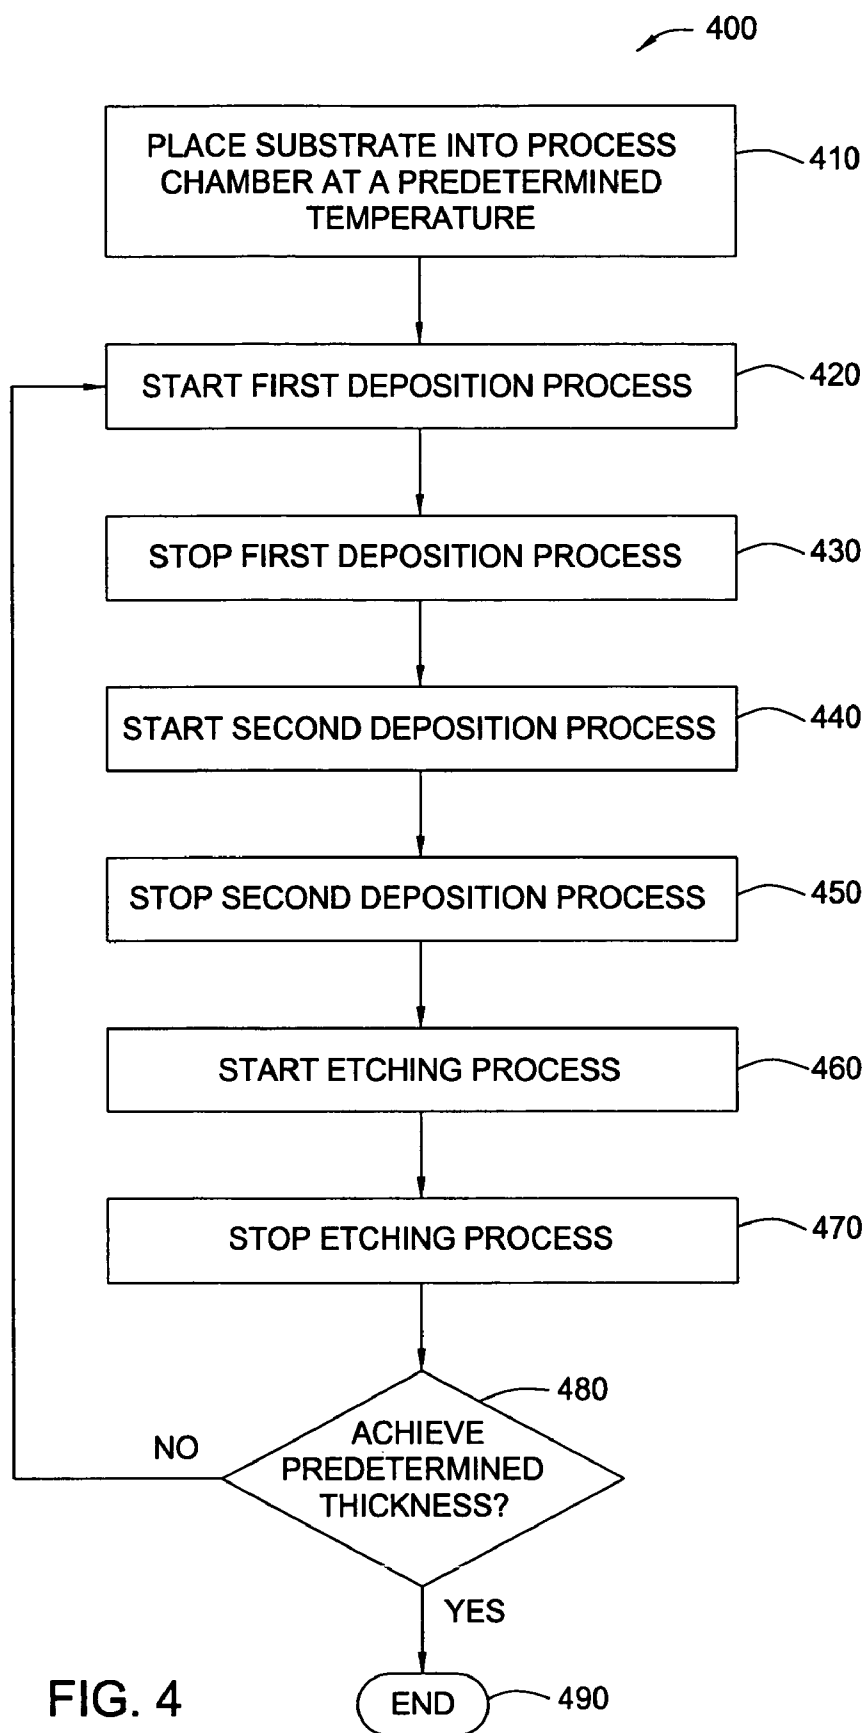 400
PLACE SUBSTRATE INTO PROCESS
CHAMBER AT A PREDETERMINED
TEMPERATURE
410
START FIRST DEPOSITION PROCESS
420
STOP FIRST DEPOSITION PROCESS
430
START SECOND DEPOSITION PROCESS
440
STOP SECOND DEPOSITION PROCESS
450
START ETCHING PROCESS
460
STOP ETCHING PROCESS
470
480
ACHIEVE
PREDETERMINED
THICKNESS?
NO
YES
END
490
FIG. 4